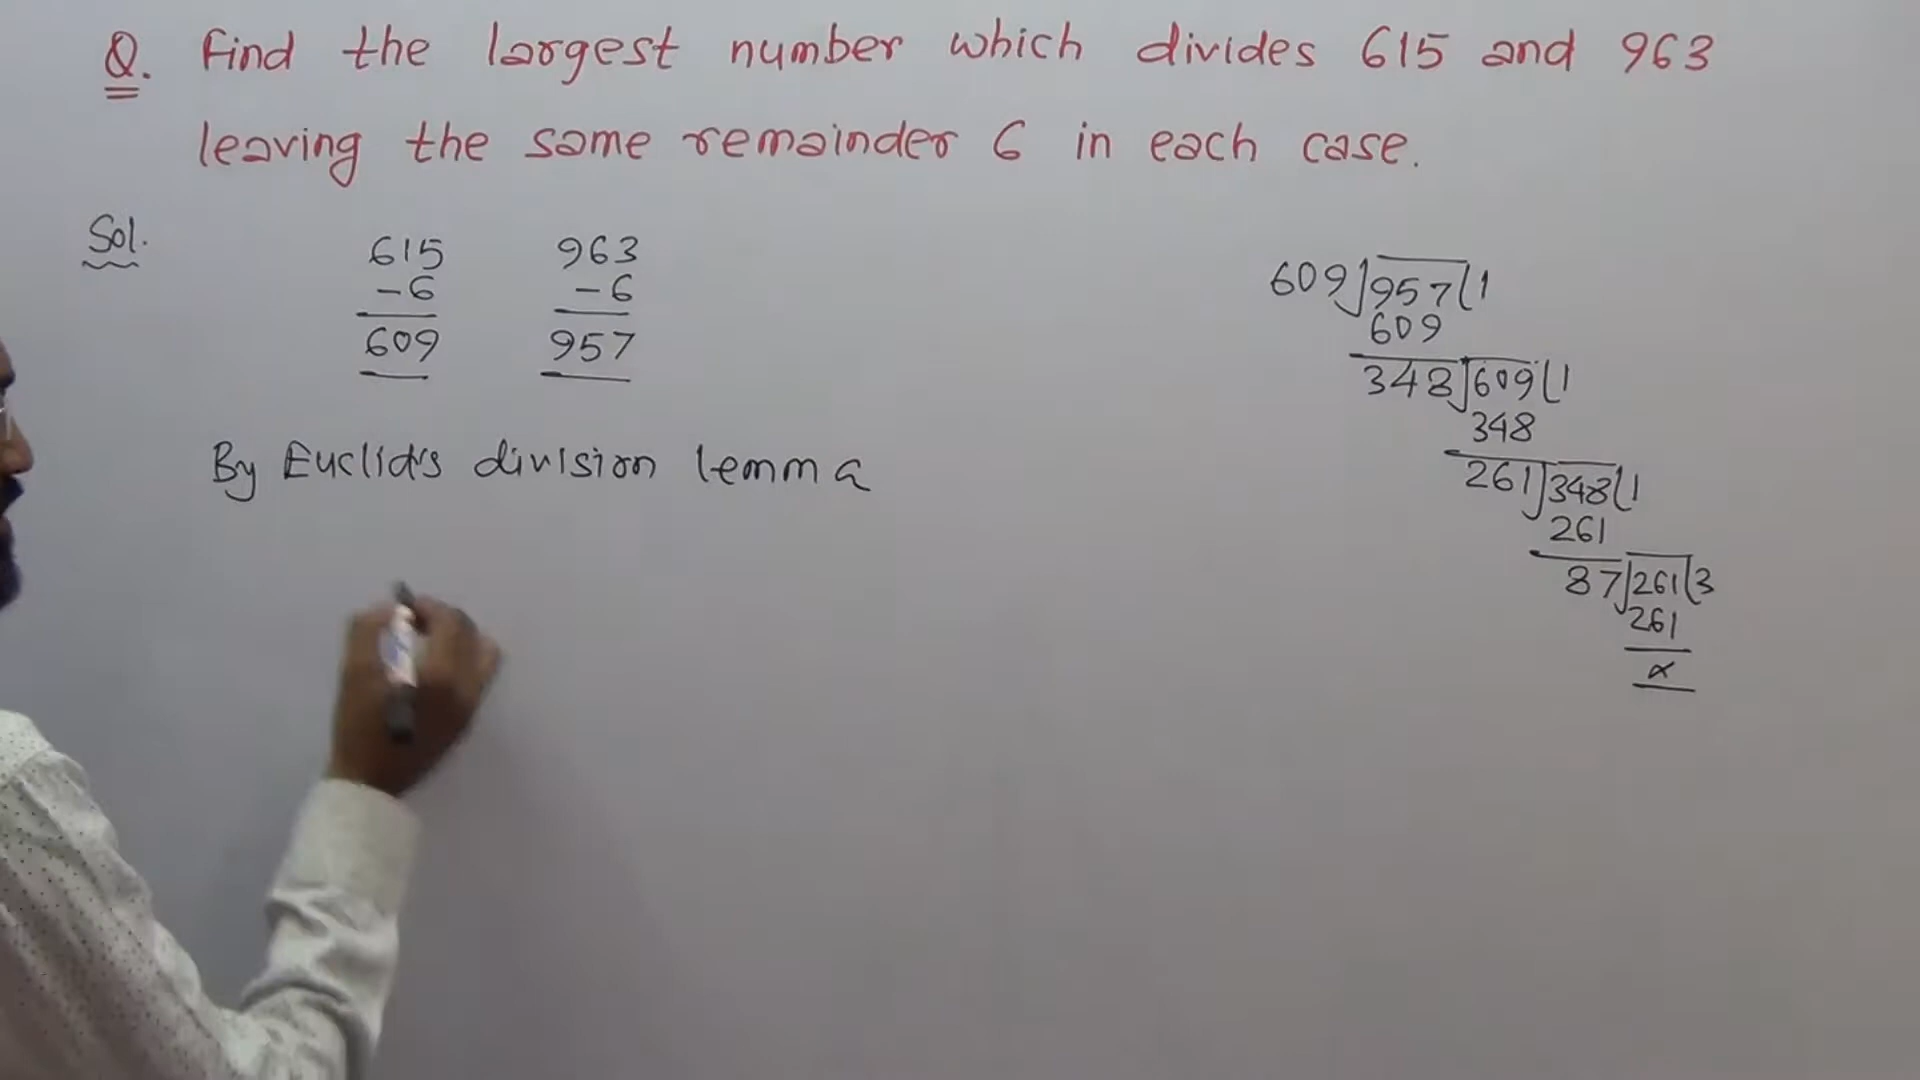 Q. Find the largest number which divides 615 and 963
leaving the same remainder 6 in each case.
Sol.
615 963
-6 -6
609 957
By Euclid's division lemma
609 957 1
609
348 609 1
348
261 348 1
261
87 261 3
261
x